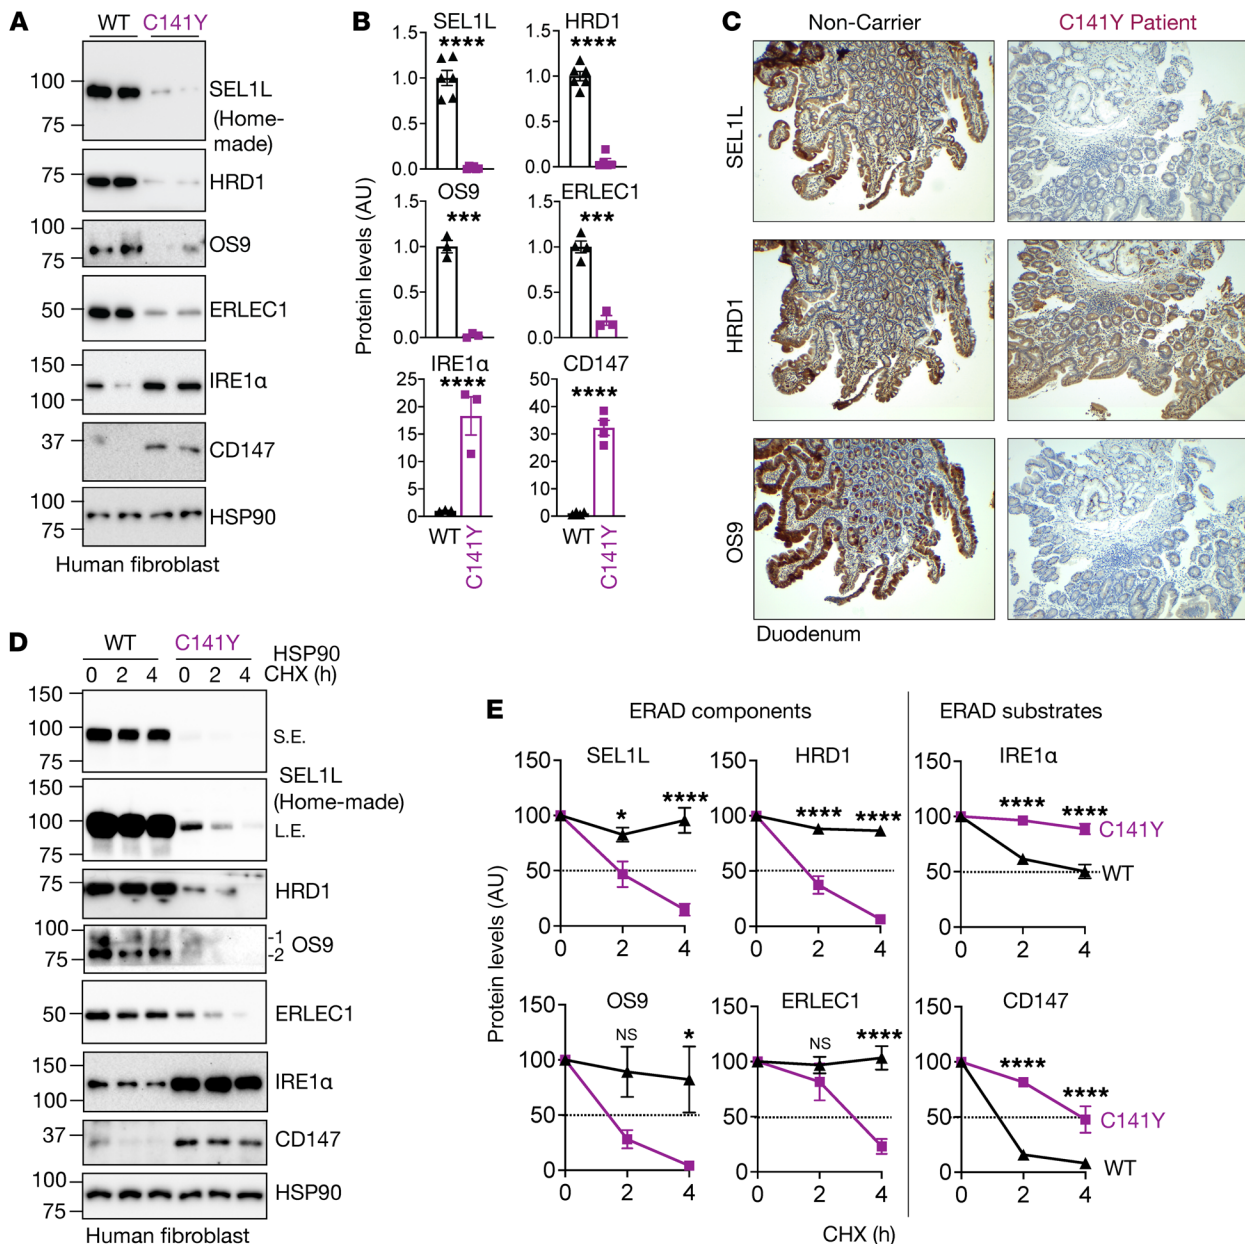 A
WT C141Y
100
75
SEL1L
(Home-
made)
75
HRD1
100
75
OS9
50
ERLEC1
150
100
IRE1α
37
CD147
100
75
HSP90
Human fibroblast
B
Protein levels (AU)
SEL1L
****
1.5
1.0
0.5
0.0
HRD1
****
1.5
1.0
0.5
0.0
OS9
***
1.5
1.0
0.5
0.0
ERLEC1
***
1.5
1.0
0.5
0.0
IRE1α
****
25
20
15
10
5
0
WT
C141Y
CD147
****
50
40
30
20
10
0
WT
C141Y
C
Non-Carrier
C141Y Patient
SEL1L
HRD1
OS9
Duodenum
D
WT C141Y
HSP90
0 2 4 0 2 4 CHX (h)
150
100
75
S.E.
SEL1L
(Home-made)
150
100
75
L.E.
75
HRD1
100
75
-1
-2
OS9
50
ERLEC1
150
100
IRE1α
37
CD147
100
75
HSP90
Human fibroblast
E
ERAD components
ERAD substrates
Protein levels (AU)
SEL1L
150
100
50
0
* ****
0 2 4
HRD1
150
100
50
0
**** ****
0 2 4
IRE1α
150
100
50
0
**** ****
C141Y
WT
0 2 4
OS9
150
100
50
0
NS *
0 2 4
ERLEC1
150
100
50
0
NS ****
0 2 4
CD147
150
100
50
0
**** ****
C141Y
WT
0 2 4
CHX (h)